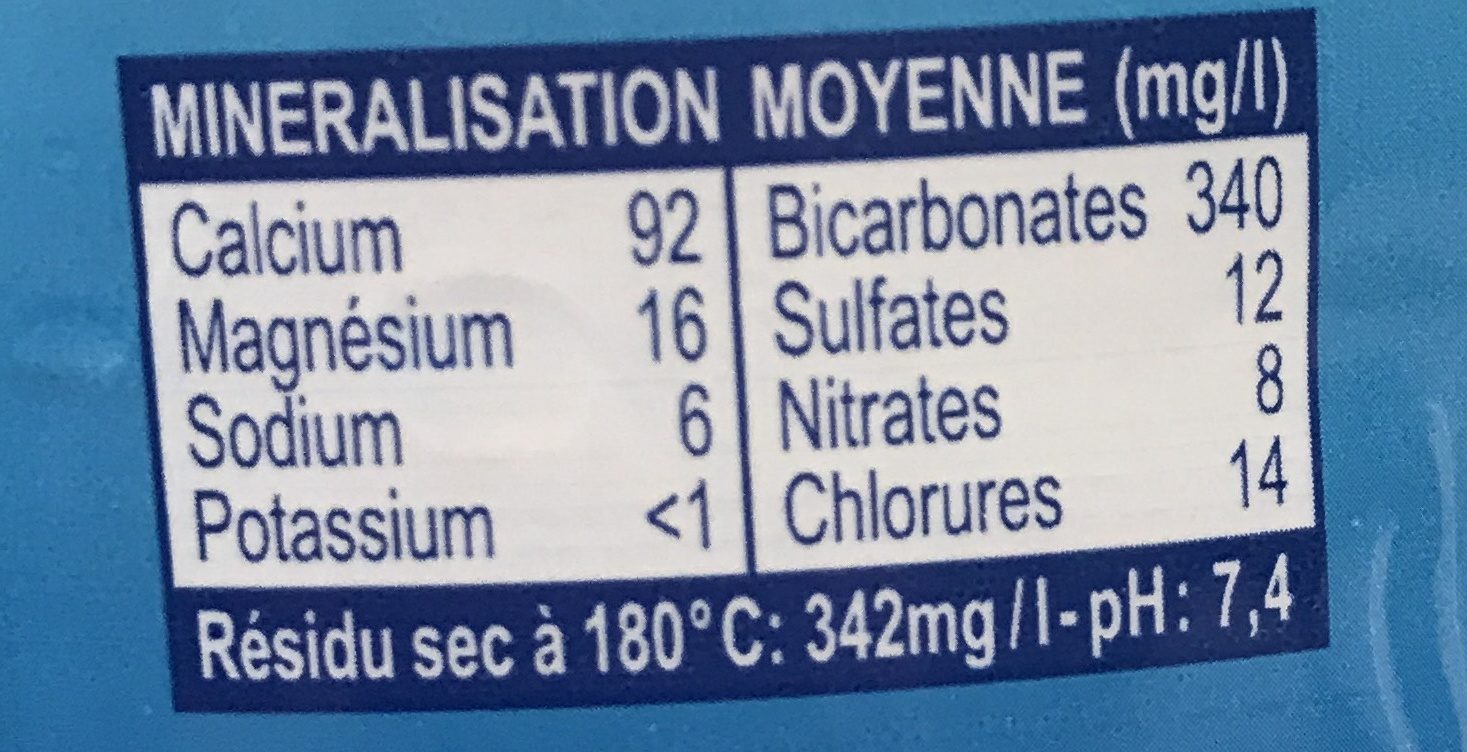 MINERALISATION MOYENNE (mg/l)
Calcium 92 Bicarbonates 340
Magnésium 16 Sulfates 12
Sodium 6 Nitrates 8
Potassium <1 Chlorures 14
Résidu sec à 180°C: 342mg/l-pH: 7,4